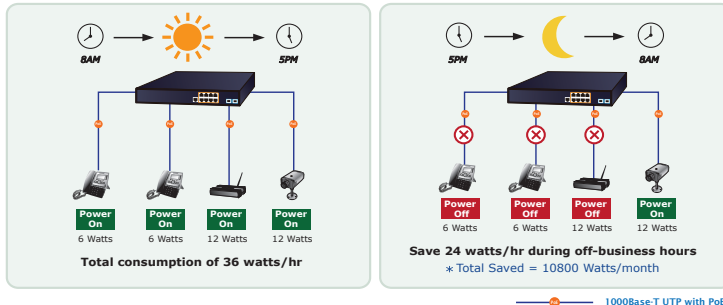 8AM
5PM
Power On
Power On
Power On
Power On
6 Watts
6 Watts
12 Watts
12 Watts
Total consumption of 36 watts/hr
5PM
8AM
Power Off
Power Off
Power Off
Power On
6 Watts
6 Watts
12 Watts
12 Watts
Save 24 watts/hr during off-business hours
* Total Saved = 10800 Watts/month
1000Base-T UTP with PoE